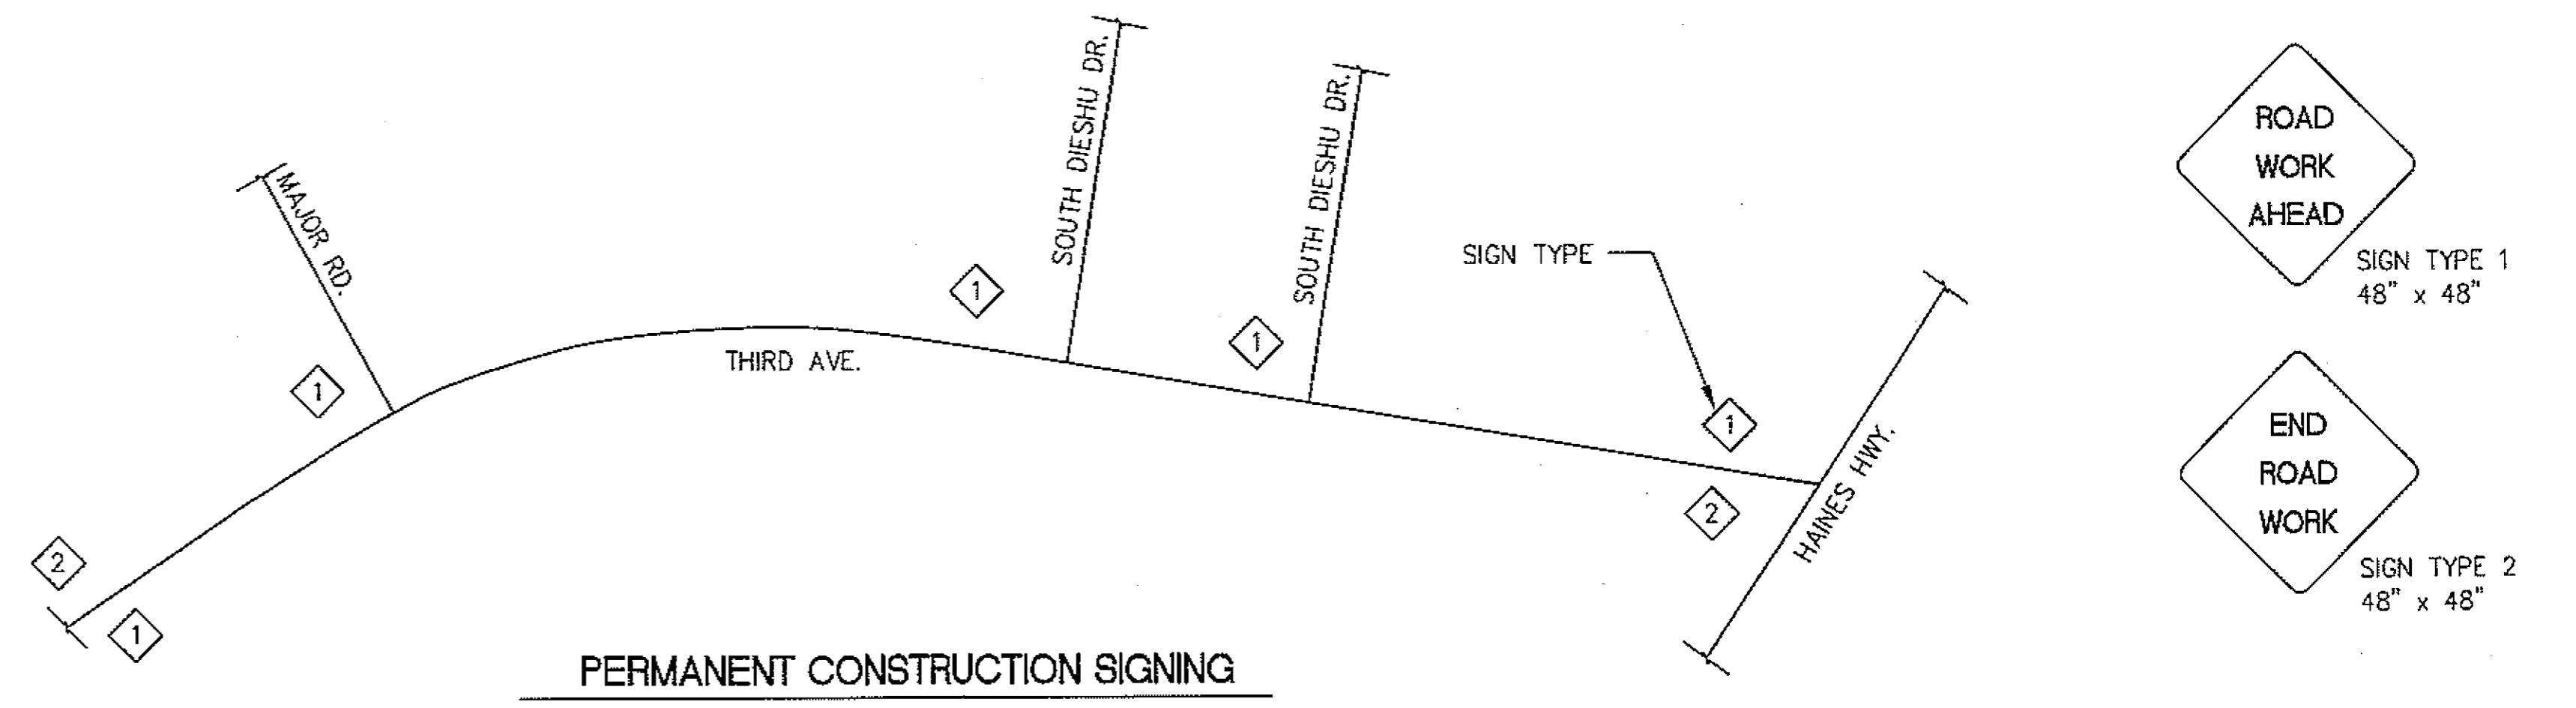 MAJOR RD.
SOUTH DIESHU DR.
SOUTH DIESHU DR.
THIRD AVE.
SIGN TYPE
HAINES HWY.
1
1
1
1
2
2
1
PERMANENT CONSTRUCTION SIGNING
ROAD
WORK
AHEAD
SIGN TYPE 1
48" x 48"
END
ROAD
WORK
SIGN TYPE 2
48" x 48"